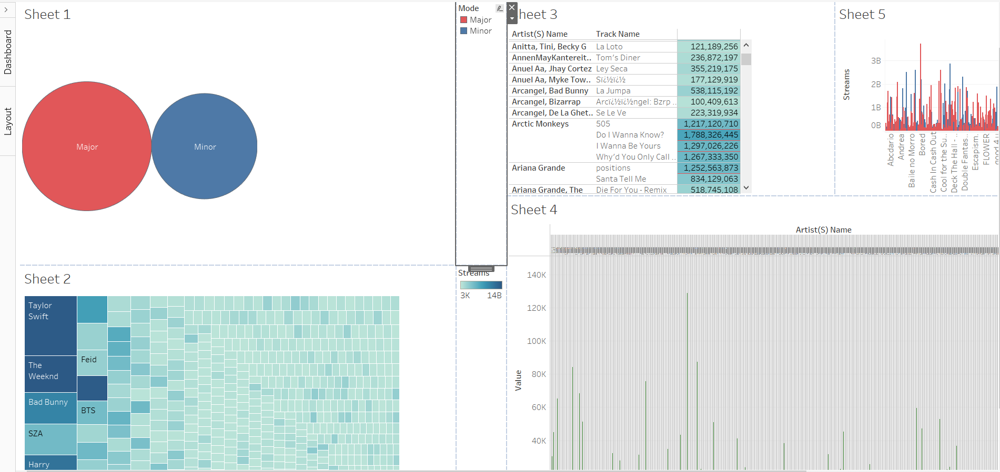 Dashboard
Layout
Sheet 1
Major
Minor
Mode
Major
Minor
Sheet 2
Taylor
Swift
The
Weeknd
Bad Bunny
SZA
Harry
Feid
BTS
Streams
3K 14B
heet 3
Artist(S) Name Track Name
Anitta, Tini, Becky G La Loto 121,189,256
AnnenMayKantereit.. Tom's Diner 236,872,197
Anuel Aa, Jhay Cortez Ley Seca 355,219,175
Anuel Aa, Myke Tow.. Sï¿½ï¿½ 177,129,919
Arcangel, Bad Bunny La Jumpa 538,115,192
Arcangel, Bizarrap Arcï¿½ï¿½ngel: Bzrp .. 100,409,613
Arcangel, De La Ghet.. Se Le Ve 223,319,934
Arctic Monkeys 505 1,217,120,710
Do I Wanna Know? 1,788,326,445
I Wanna Be Yours 1,297,026,226
Why'd You Only Call .. 1,267,333,350
Ariana Grande positions 1,252,563,873
Santa Tell Me 834,129,063
Ariana Grande, The Die For You - Remix 518,745,108
Sheet 5
Streams
3B
2B
1B
0B
Abcdario
Andrea
Baile no Morro
Bored
Cash In Cash Out
Cool for the Su..
Deck The Hall - ..
Double Fantas..
Escapism.
FLOWER
good 4 u
Sheet 4
Artist(S) Name
Value
140K
120K
100K
80K
60K
40K